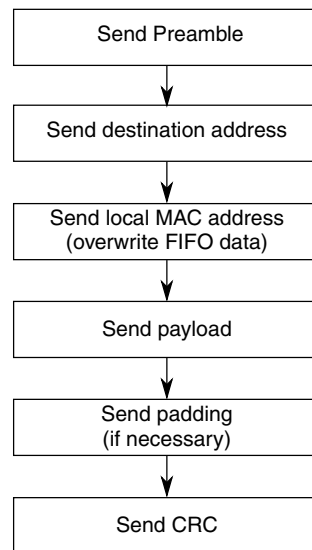 Send Preamble
Send destination address
Send local MAC address
(overwrite FIFO data)
Send payload
Send padding
(if necessary)
Send CRC